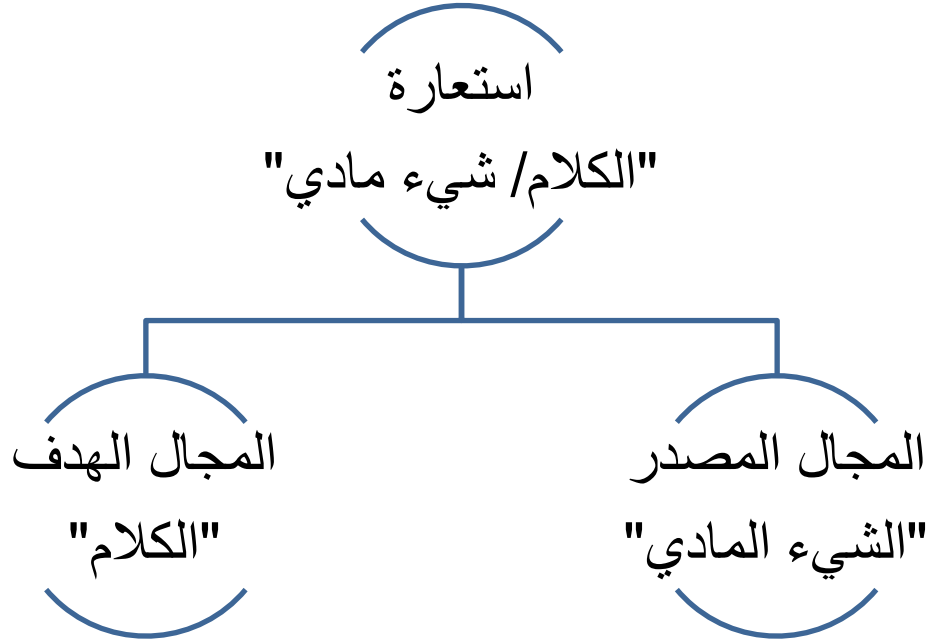 استعارة
"الكلام/ شيء مادي"
المجال المصدر
"الشيء المادي"
المجال الهدف
"الكلام"